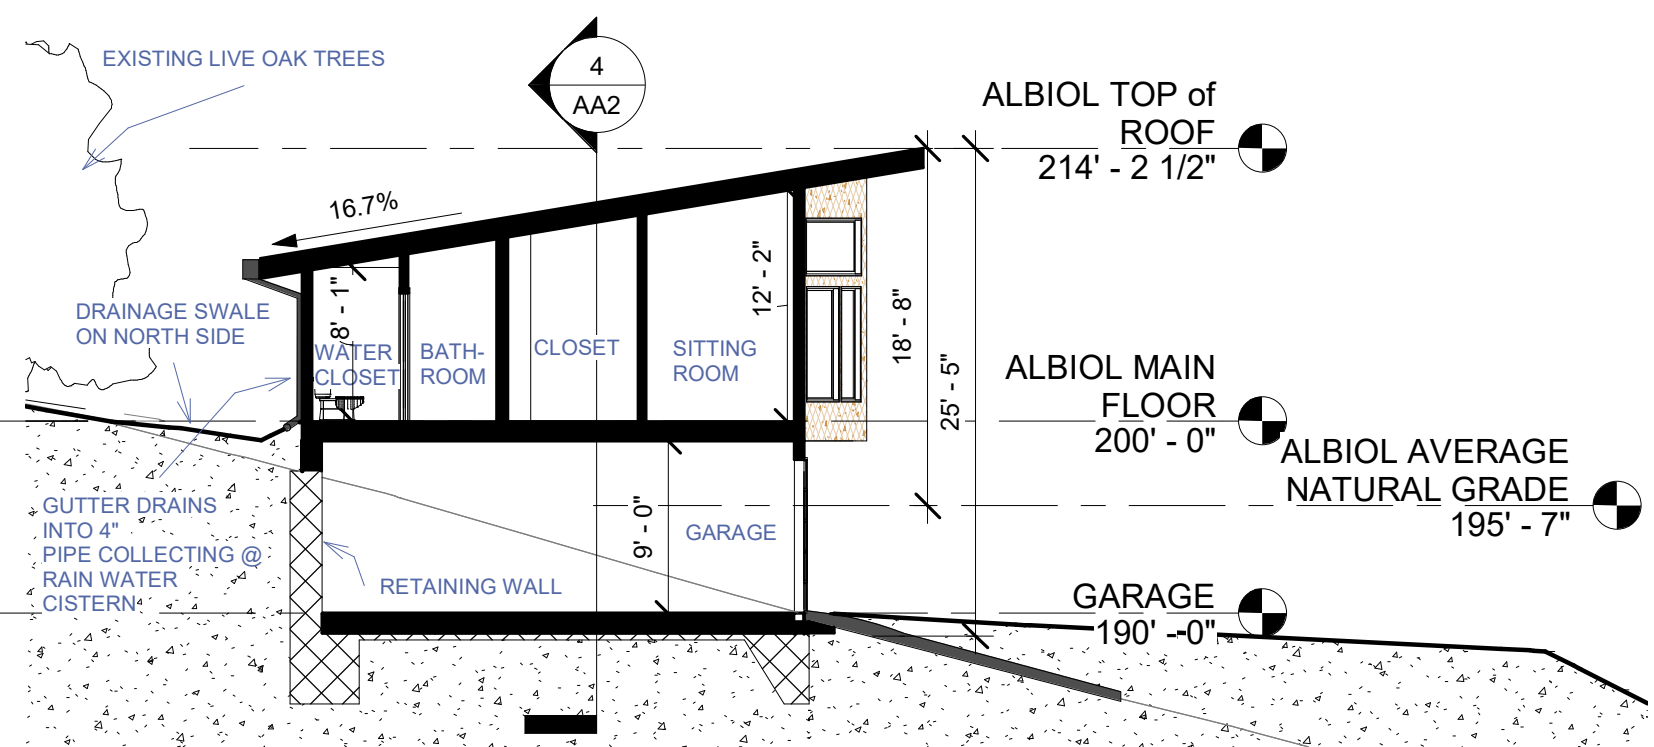 EXISTING LIVE OAK TREES
4
AA2
ALBIOL TOP of
ROOF
214' - 2 1/2"
16.7%
DRAINAGE SWALE
ON NORTH SIDE
8' - 1"
WATER
CLOSET
BATH-
ROOM
CLOSET
SITTING
ROOM
12' - 2"
18' - 8"
25' - 5"
ALBIOL MAIN
FLOOR
200' - 0"
ALBIOL AVERAGE
NATURAL GRADE
195' - 7"
GUTTER DRAINS
INTO 4"
PIPE COLLECTING @
RAIN WATER
CISTERN
RETAINING WALL
9' - 0"
GARAGE
GARAGE
190' - 0"